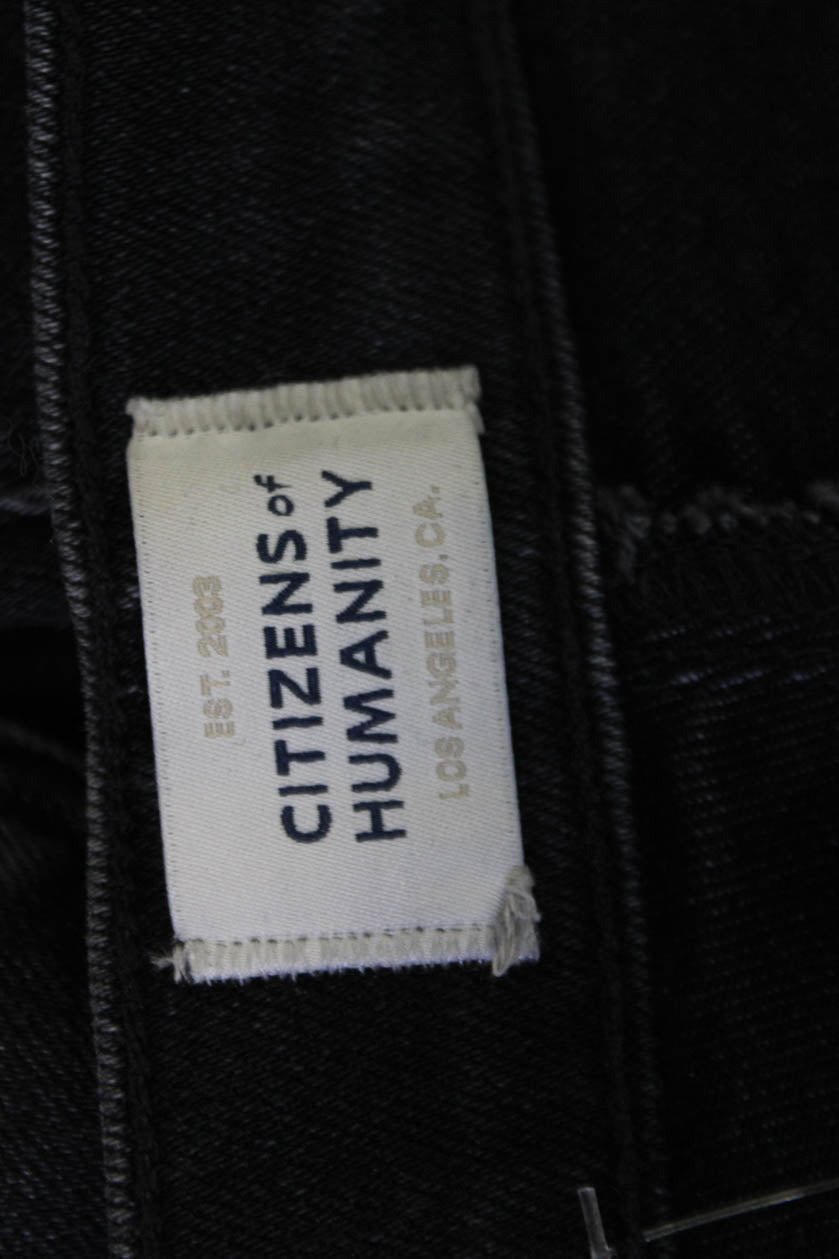 EST. 2003
CITIZENS of
HUMANITY
LOS ANGELES, CA.